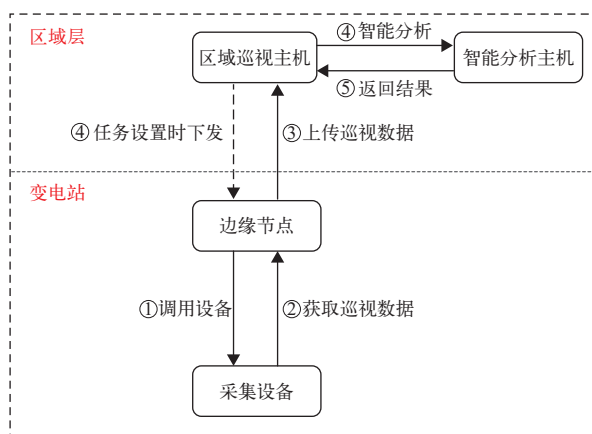 区域层
区域巡视主机
④智能分析
智能分析主机
⑤返回结果
④任务设置时下发
③上传巡视数据
变电站
边缘节点
①调用设备
②获取巡视数据
采集设备